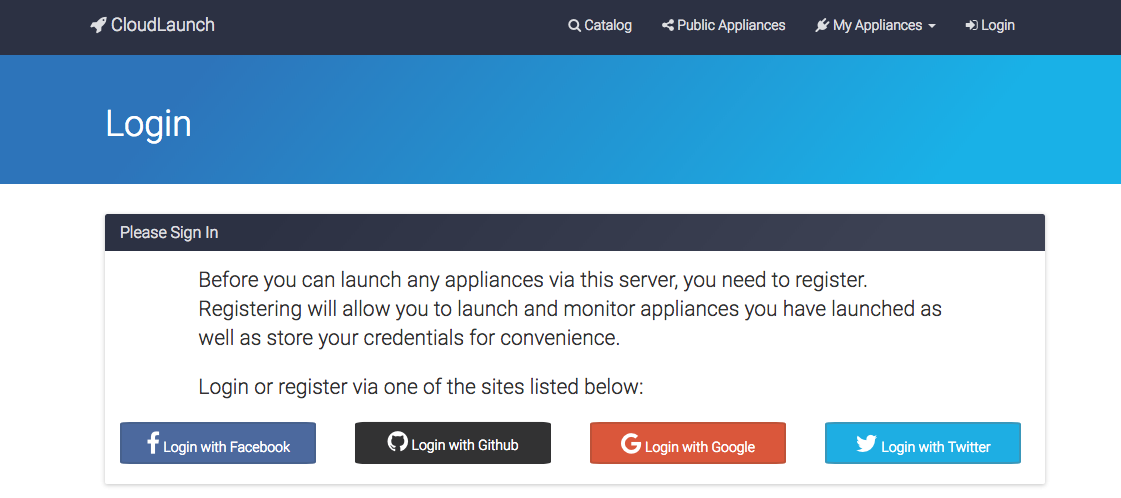 CloudLaunch
Catalog
Public Appliances
My Appliances
Login
Login
Please Sign In
Before you can launch any appliances via this server, you need to register.
Registering will allow you to launch and monitor appliances you have launched as
well as store your credentials for convenience.
Login or register via one of the sites listed below:
Login with Facebook
Login with Github
Login with Google
Login with Twitter